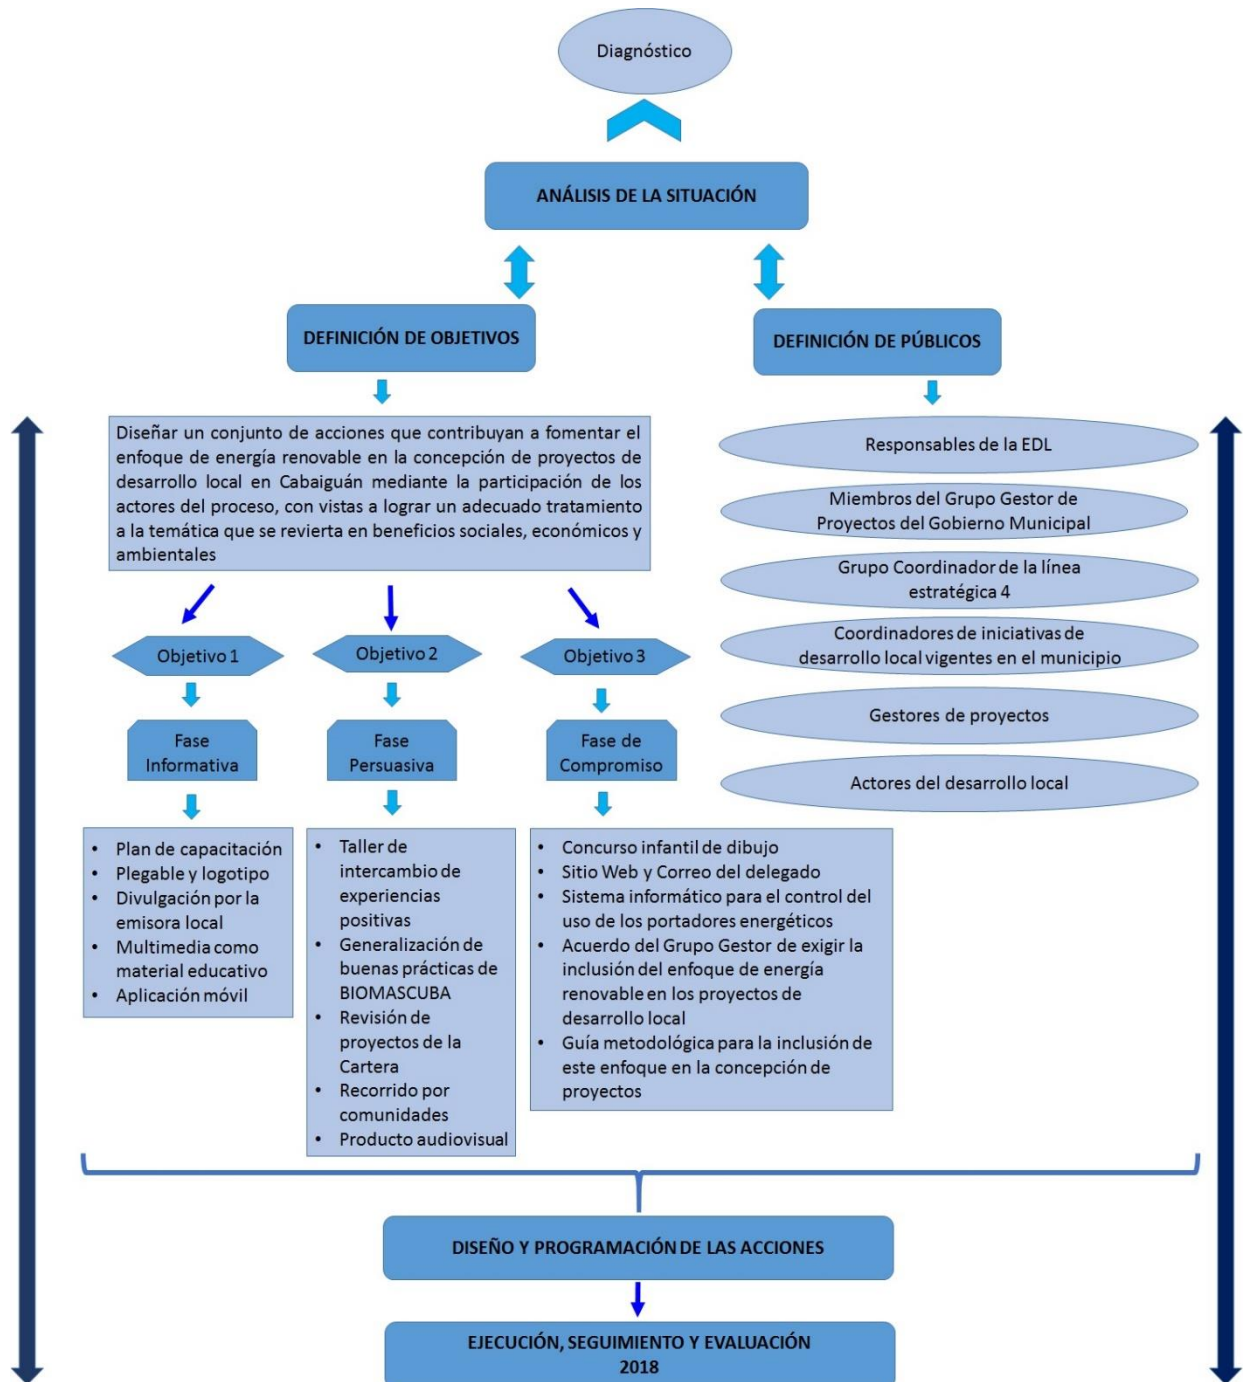 Diagnóstico
ANÁLISIS DE LA SITUACIÓN
DEFINICIÓN DE OBJETIVOS
DEFINICIÓN DE PÚBLICOS
Diseñar un conjunto de acciones que contribuyan a fomentar el
enfoque de energía renovable en la concepción de proyectos de
desarrollo local en Cabaiguán mediante la participación de los
actores del proceso, con vistas a lograr un adecuado tratamiento
a la temática que se revierta en beneficios sociales, económicos y
ambientales
Responsables de la EDL
Miembros del Grupo Gestor de
Proyectos del Gobierno Municipal
Grupo Coordinador de la línea
estratégica 4
Coordinadores de iniciativas de
desarrollo local vigentes en el municipio
Gestores de proyectos
Actores del desarrollo local
Objetivo 1
Objetivo 2
Objetivo 3
Fase
Informativa
Fase
Persuasiva
Fase de
Compromiso
• Plan de capacitación
• Plegable y logotipo
• Divulgación por la
emisora local
• Multimedia como
material educativo
• Aplicación móvil
• Taller de
intercambio de
experiencias
positivas
• Generalización de
buenas prácticas de
BIOMASCUBA
• Revisión de
proyectos de la
Cartera
• Recorrido por
comunidades
• Producto audiovisual
• Concurso infantil de dibujo
• Sitio Web y Correo del delegado
• Sistema informático para el control del
uso de los portadores energéticos
• Acuerdo del Grupo Gestor de exigir la
inclusión del enfoque de energía
renovable en los proyectos de
desarrollo local
• Guía metodológica para la inclusión de
este enfoque en la concepción de
proyectos
DISEÑO Y PROGRAMACIÓN DE LAS ACCIONES
EJECUCIÓN, SEGUIMIENTO Y EVALUACIÓN
2018